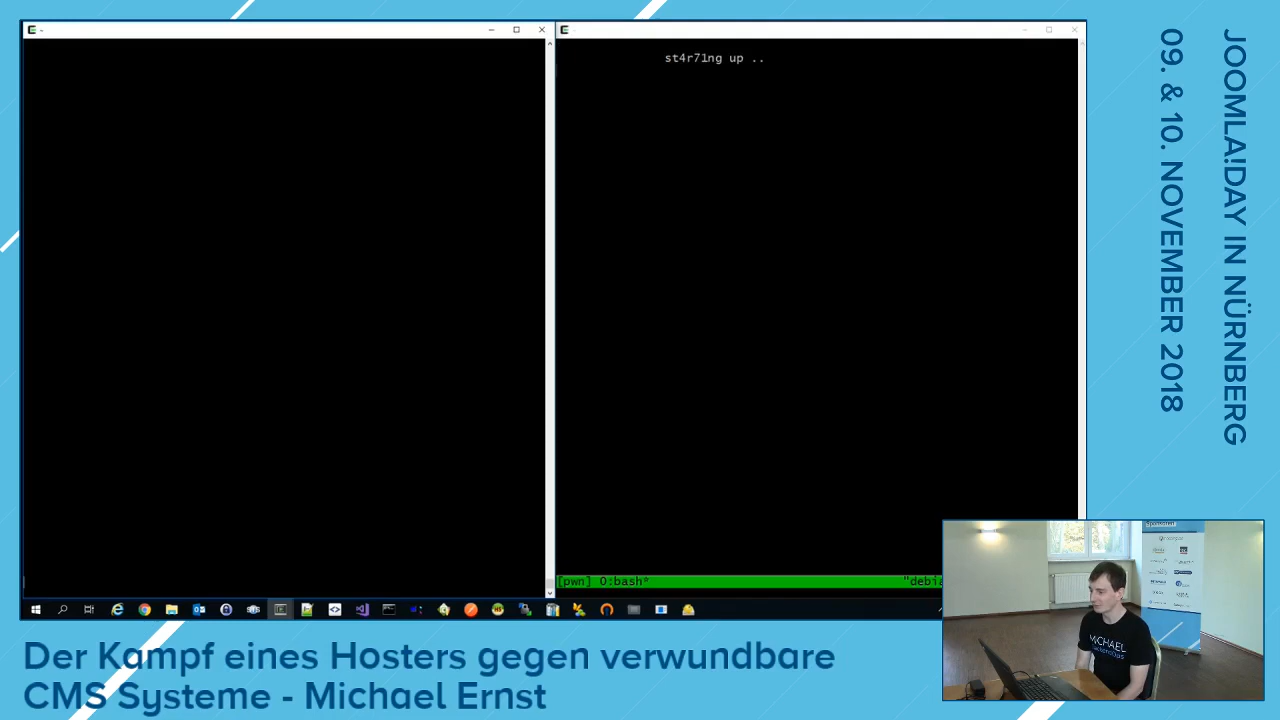 st4r71ng up ..
[pwn] 0:bash*
"debia
JOOMLA!DAY IN NÜRNBERG
09. & 10. NOVEMBER 2018
MICHAEL
Der Kampf eines Hosters gegen verwundbare
CMS Systeme - Michael Ernst